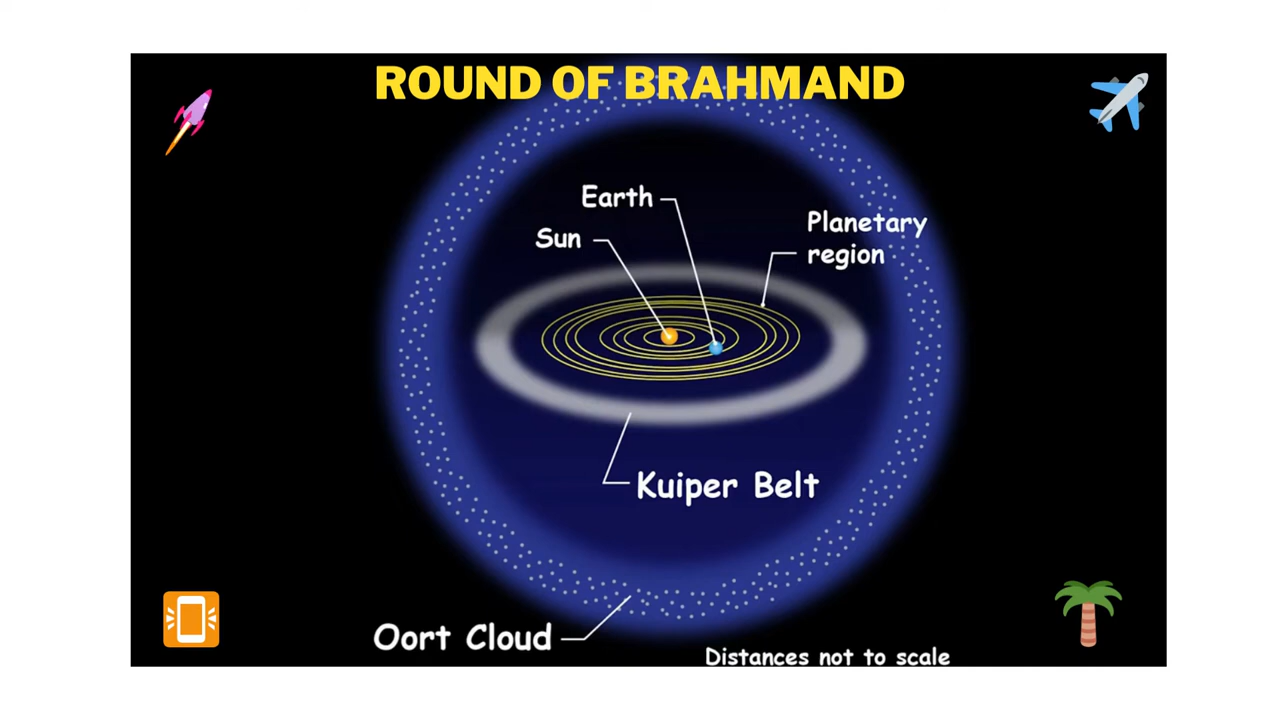 ROUND OF BRAHMAND
Earth
Sun
Planetary
region
Kuiper Belt
Oort Cloud
Distances not to scale